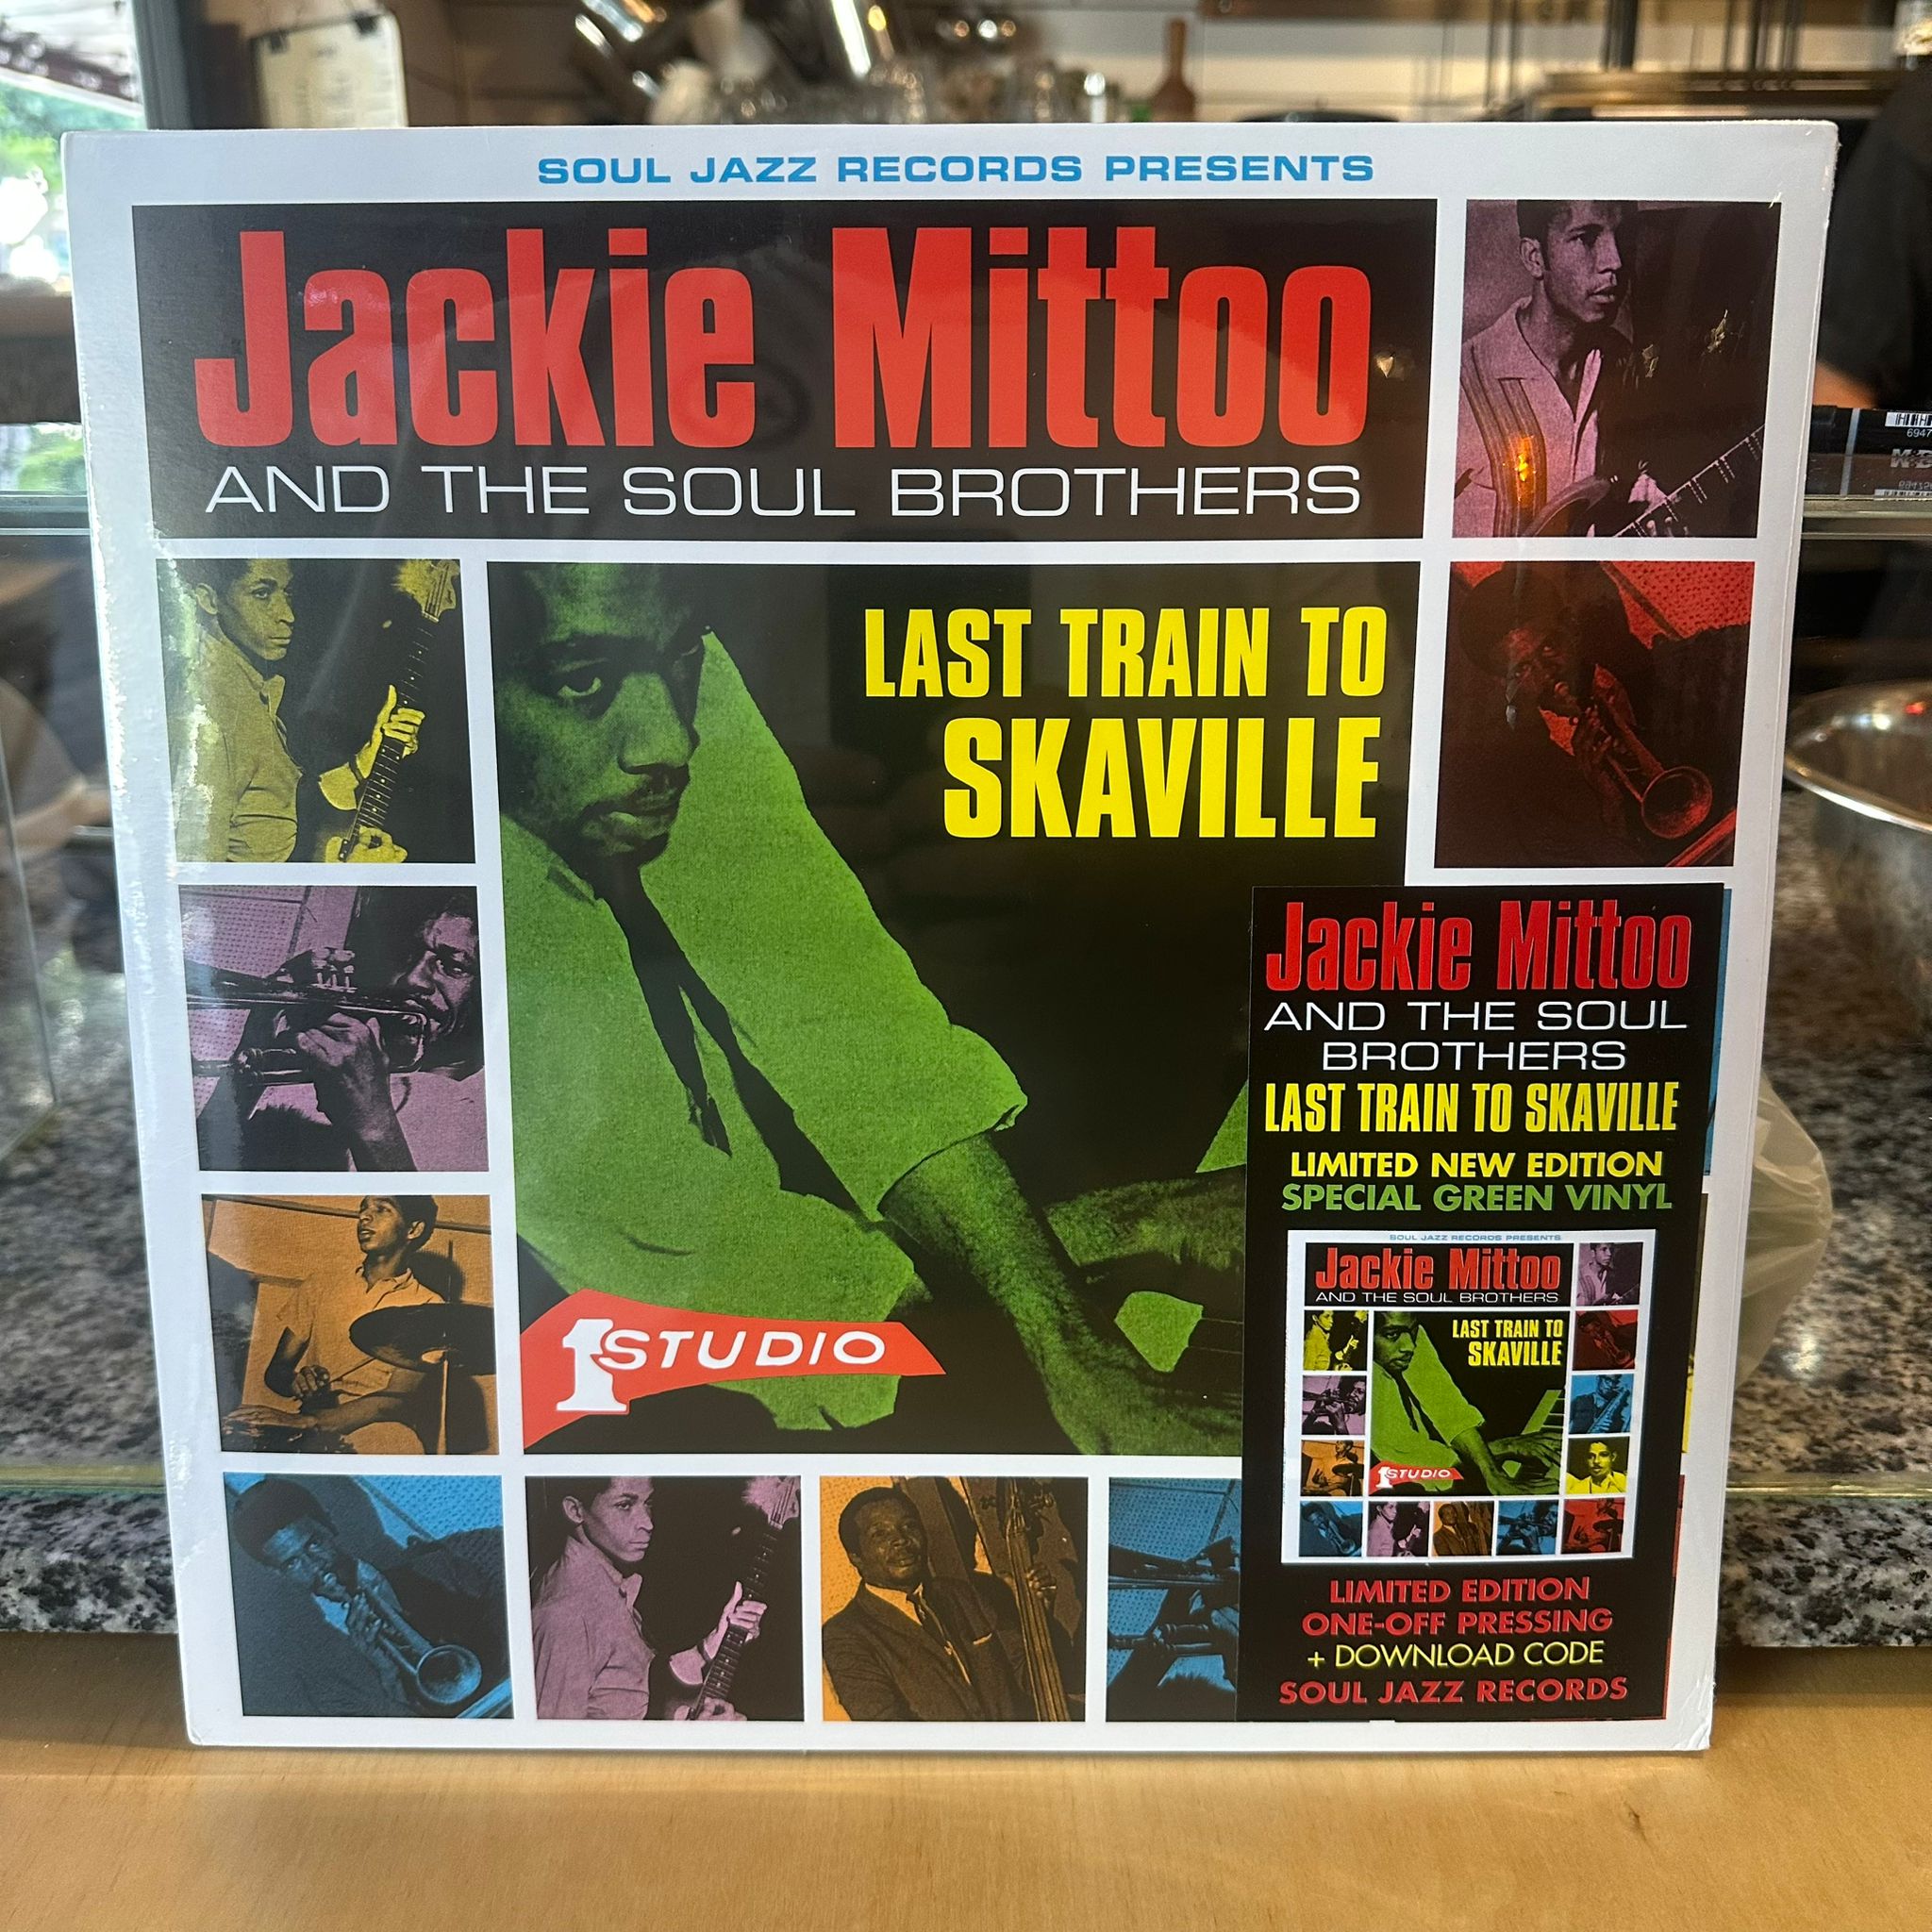 SOUL JAZZ RECORDS PRESENTS
Jackie Mittoo
AND THE SOUL BROTHERS
LAST TRAIN TO
SKAVILLE
1 STUDIO
Jackie Mittoo
AND THE SOUL
BROTHERS
LAST TRAIN TO SKAVILLE
LIMITED NEW EDITION
SPECIAL GREEN VINYL
SOUL JAZZ RECORDS PRESENTS
Jackie Mittoo
AND THE SOUL BROTHERS
LAST TRAIN TO
SKAVILLE
1 STUDIO
LIMITED EDITION
ONE-OFF PRESSING
+ DOWNLOAD CODE
SOUL JAZZ RECORDS